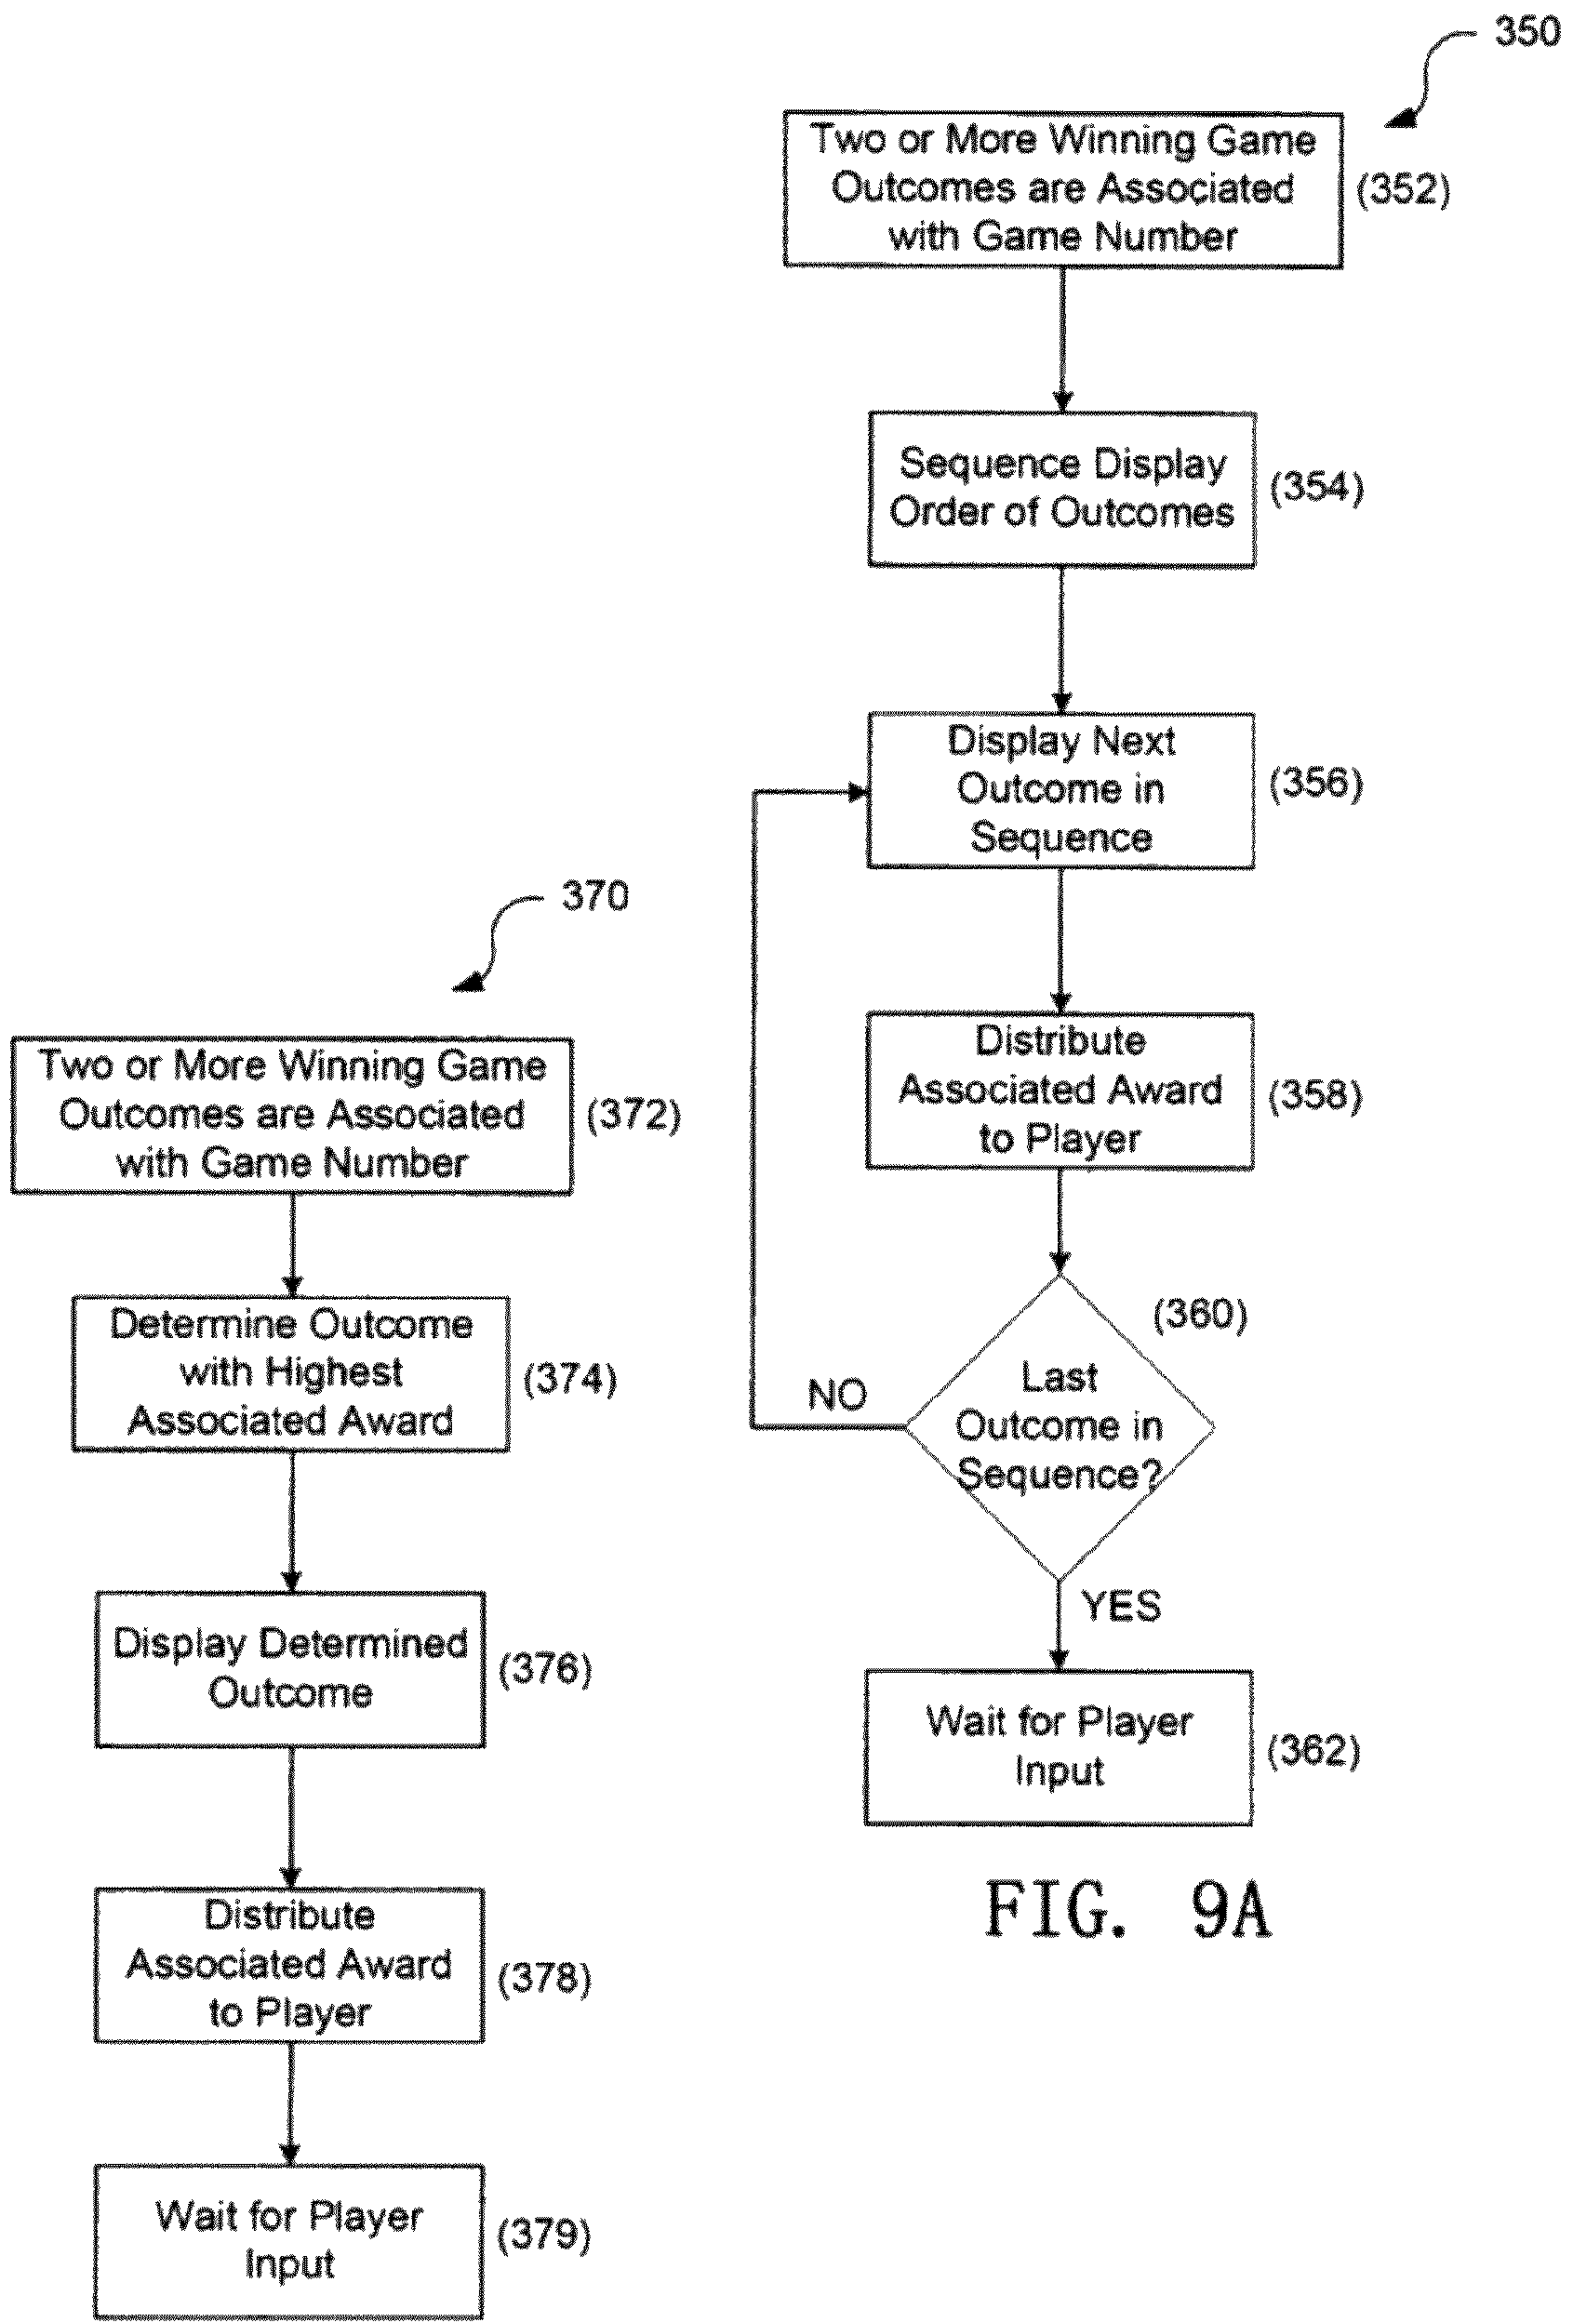 350
Two or More Winning Game
Outcomes are Associated
with Game Number
(352)
Sequence Display
Order of Outcomes
(354)
Display Next
Outcome in
Sequence
(356)
Distribute
Associated Award
to Player
(358)
(360)
Last
Outcome in
Sequence?
NO
YES
Wait for Player
Input
(362)
FIG. 9A
370
Two or More Winning Game
Outcomes are Associated
with Game Number
(372)
Determine Outcome
with Highest
Associated Award
(374)
Display Determined
Outcome
(376)
Distribute
Associated Award
to Player
(378)
Wait for Player
Input
(379)